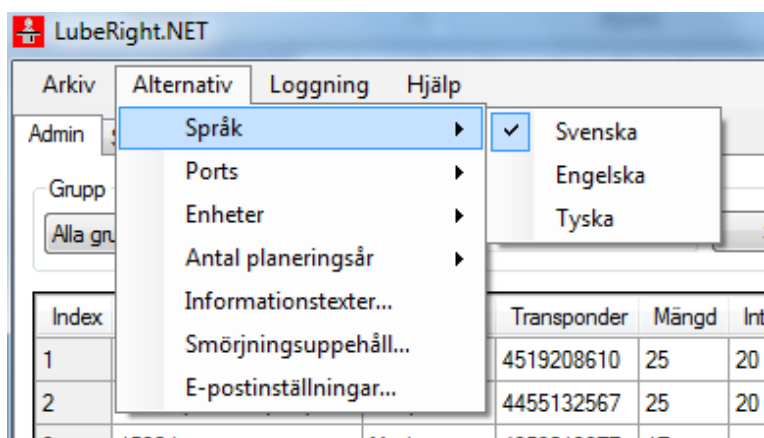 LubeRight.NET
Arkiv Alternativ Loggning Hjälp
Admin
Språk
Svenska
Engelska
Tyska
Ports
Enheter
Antal planeringsår
Informationstexter...
Smörjningsuppehåll...
E-postinställningar...
Grupp
Alla
Index Transponder Mängd
1 4519208610 25 20
2 4455132567 25 20